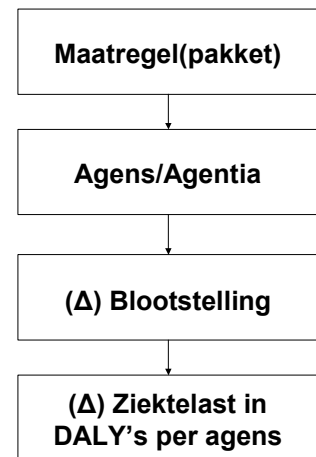 Maatregel(pakket)
Agens/Agentia
(Δ) Blootstelling
(Δ) Ziektelast in
DALY's per agens